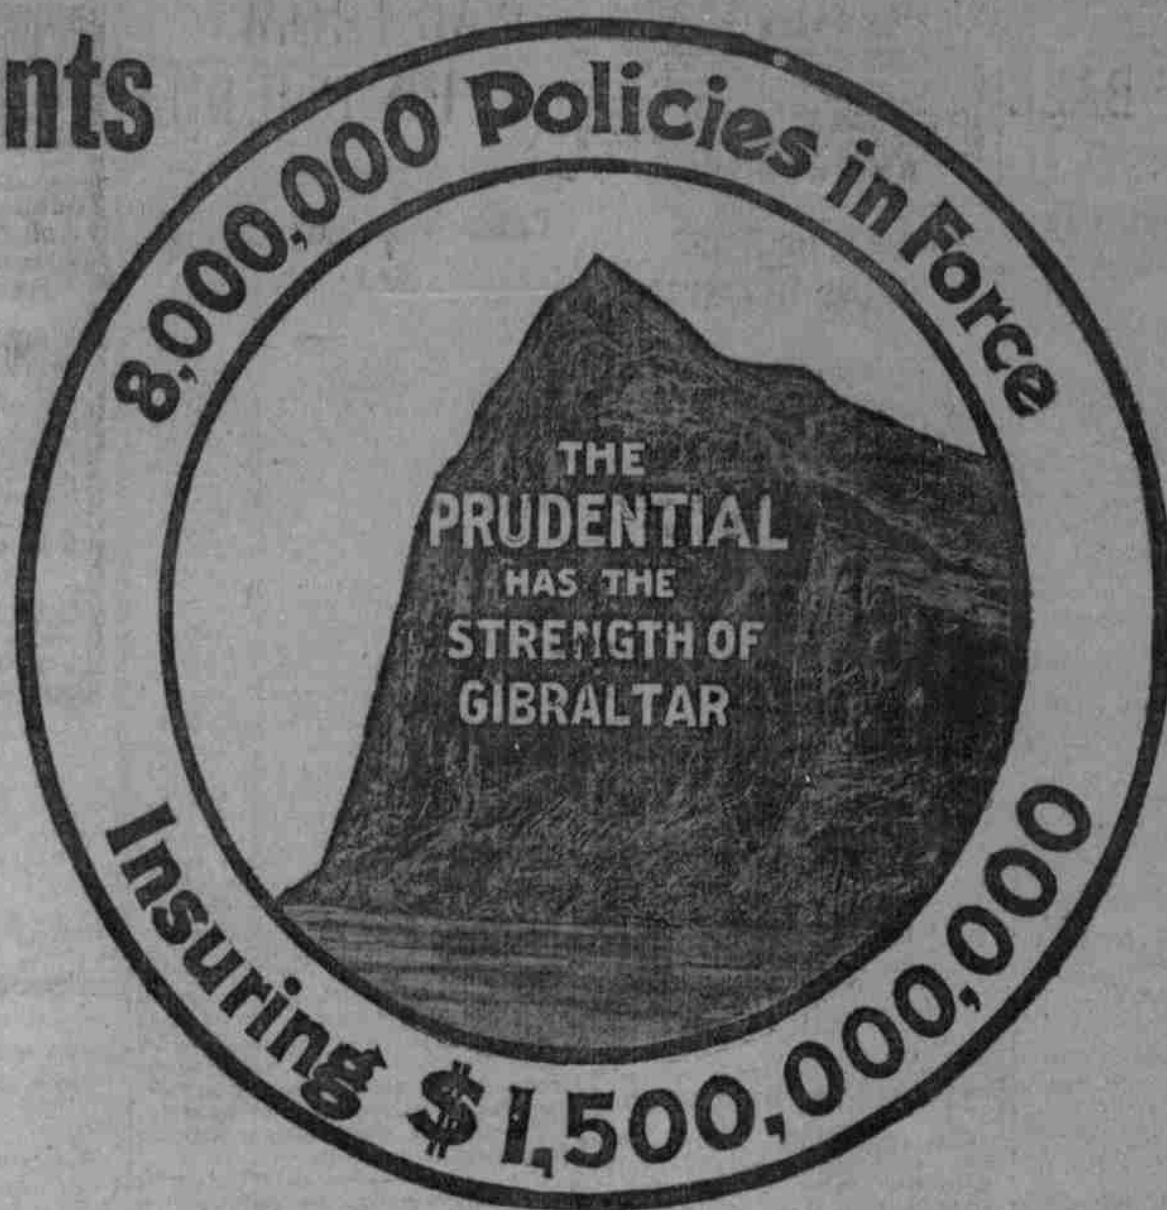 nts
8,000,000 Policies in Force
THE
PRUDENTIAL
HAS THE
STRENGTH OF
GIBRALTAR
Insuring $1,500,000,000